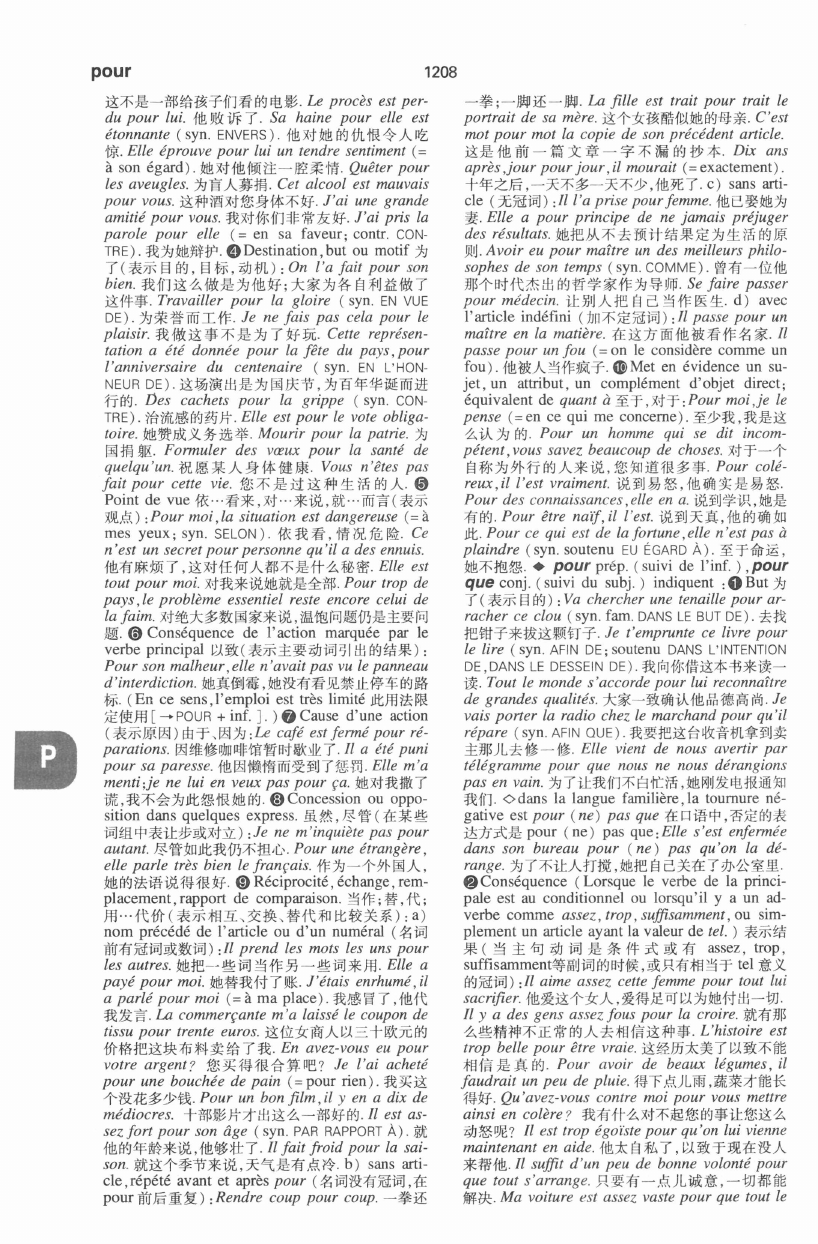 pour
1208
这不是一部给孩子们看的电影. Le procès est per-
du pour lui. 他败诉了. Sa haine pour elle est
étonnante ( syn. ENVERS ). 他对她的仇恨令人吃
惊. Elle éprouve pour lui un tendre sentiment (=
à son égard). 她对他倾注一腔柔情. Quêter pour
les aveugles. 为盲人募捐. Cet alcool est mauvais
pour vous. 这种酒对您身体不好. J'ai une grande
amitié pour vous. 我对你们非常友好. J'ai pris la
parole pour elle ( = en sa faveur; contr. CON-
TRE). 我为她辩护. ❹ Destination, but ou motif 为
了(表示目的,目标,动机): On l'a fait pour son
bien. 我们这么做是为他好;大家为各自利益做了
这件事. Travailler pour la gloire ( syn. EN VUE
DE). 为荣誉而工作. Je ne fais pas cela pour le
plaisir. 我做这事不是为了好玩. Cette représen-
tation a été donnée pour la fête du pays, pour
l'anniversaire du centenaire ( syn. EN L'HON-
NEUR DE). 这场演出是为国庆节,为百年华诞而进
行的. Des cachets pour la grippe ( syn. CON-
TRE). 治流感的药片. Elle est pour le vote obliga-
toire. 她赞成义务选举. Mourir pour la patrie. 为
国捐躯. Formuler des vœux pour la santé de
quelqu'un. 祝愿某人身体健康. Vous n'êtes pas
fait pour cette vie. 您不是过这种生活的人. ❺
Point de vue 依…看来,对…来说,就…而言(表示
观点): Pour moi, la situation est dangereuse (= à
mes yeux; syn. SELON). 依我看,情况危险. Ce
n'est un secret pour personne qu'il a des ennuis.
他有麻烦了,这对任何人都不是什么秘密. Elle est
tout pour moi. 对我来说她就是全部. Pour trop de
pays, le problème essentiel reste encore celui de
la faim. 对绝大多数国家来说,温饱问题仍是主要问
题. ❻ Conséquence de l'action marquée par le
verbe principal 以致(表示主要动词引出的结果):
Pour son malheur, elle n'avait pas vu le panneau
d'interdiction. 她真倒霉,她没有看见禁止停车的路
标. (En ce sens, l'emploi est très limité 此用法限
定使用[→POUR + inf. ]. ) ❼ Cause d'une action
(表示原因)由于、因为: Le café est fermé pour ré-
parations. 因维修咖啡馆暂时歇业了. Il a été puni
pour sa paresse. 他因懒惰而受到了惩罚. Elle m'a
menti; je ne lui en veux pas pour ça. 她对我撒了
谎,我不会为此怨恨她的. ❽ Concession ou oppo-
sition dans quelques express. 虽然,尽管(在某些
词组中表让步或对立): Je ne m'inquiète pas pour
autant. 尽管如此我仍不担心. Pour une étrangère,
elle parle très bien le français. 作为一个外国人,
她的法语说得很好. ❾ Réciprocité, échange, rem-
placement, rapport de comparaison. 当作;替,代;
用…代价(表示相互、交换、替代和比较关系): a)
nom précédé de l'article ou d'un numéral (名词
前有冠词或数词): Il prend les mots les uns pour
les autres. 她把一些词当作另一些词来用. Elle a
payé pour moi. 她替我付了账. J'étais enrhumé, il
a parlé pour moi (= à ma place). 我感冒了,他代
我发言. La commerçante m'a laissé le coupon de
tissu pour trente euros. 这位女商人以三十欧元的
价格把这块布料卖给了我. En avez-vous eu pour
votre argent? 您买得很合算吧? Je l'ai acheté
pour une bouchée de pain (= pour rien). 我买这
个没花多少钱. Pour un bon film, il y en a dix de
médiocres. 十部影片才出这么一部好的. Il est as-
sez fort pour son âge ( syn. PAR RAPPORT À). 就
他的年龄来说,他够壮了. Il fait froid pour la sai-
son. 就这个季节来说,天气是有点冷. b) sans arti-
cle, répété avant et après pour (名词没有冠词,在
pour 前后重复): Rendre coup pour coup. 一拳还
一拳;一脚还一脚. La fille est trait pour trait le
portrait de sa mère. 这个女孩酷似她的母亲. C'est
mot pour mot la copie de son précédent article.
这是他前一篇文章一字不漏的抄本. Dix ans
après, jour pour jour, il mourait (= exactement).
十年之后,一天不多一天不少,他死了. c) sans arti-
cle (无冠词): Il l'a prise pour femme. 他已娶她为
妻. Elle a pour principe de ne jamais préjuger
des résultats. 她把从不去预计结果定为生活的原
则. Avoir eu pour maître un des meilleurs philo-
sophes de son temps ( syn. COMME). 曾有一位他
那个时代杰出的哲学家作为导师. Se faire passer
pour médecin. 让别人把自己当作医生. d) avec
l'article indéfini (加不定冠词): Il passe pour un
maître en la matière. 在这方面他被看作名家. Il
passe pour un fou (= on le considère comme un
fou). 他被人当作疯子. ❿ Met en évidence un su-
jet, un attribut, un complément d'objet direct;
équivalent de quant à 至于,对于: Pour moi, je le
pense (= en ce qui me concerne). 至少我,我是这
么认为的. Pour un homme qui se dit incom-
pétent, vous savez beaucoup de choses. 对于一个
自称为外行的人来说,您知道很多事. Pour colé-
reux, il l'est vraiment. 说到易怒,他确实是易怒.
Pour des connaissances, elle en a. 说到学识,她是
有的. Pour être naïf, il l'est. 说到天真,他的确如
此. Pour ce qui est de la fortune, elle n'est pas à
plaindre (syn. soutenu EU ÉGARD À). 至于命运,
她不抱怨. ◆ pour prép. (suivi de l'inf. ), pour
que conj. (suivi du subj. ) indiquent : ❶ But 为
了(表示目的): Va chercher une tenaille pour ar-
racher ce clou (syn. fam. DANS LE BUT DE). 去找
把钳子来拔这颗钉子. Je t'emprunte ce livre pour
le lire (syn. AFIN DE; soutenu DANS L'INTENTION
DE, DANS LE DESSEIN DE). 我向你借这本书来读一
读. Tout le monde s'accorde pour lui reconnaître
de grandes qualités. 大家一致确认他品德高尚. Je
vais porter la radio chez le marchand pour qu'il
répare (syn. AFIN QUE). 我要把这台收音机拿到卖
主那儿去修一修. Elle vient de nous avertir par
télégramme pour que nous ne nous dérangions
pas en vain. 为了让我们不白忙活,她刚发电报通知
我们. ◇ dans la langue familière, la tournure né-
gative est pour (ne) pas que 在口语中,否定的表
达方式是 pour (ne) pas que: Elle s'est enfermée
dans son bureau pour (ne) pas qu'on la dé-
range. 为了不让人打搅,她把自己关在了办公室里.
❷ Conséquence (Lorsque le verbe de la princi-
pale est au conditionnel ou lorsqu'il y a un ad-
verbe comme assez, trop, suffisamment, ou sim-
plement un article ayant la valeur de tel. ) 表示结
果(当主句动词是条件式或有 assez, trop,
suffisamment等副词的时候,或只有相当于 tel 意义
的冠词): Il aime assez cette femme pour tout lui
sacrifier. 他爱这个女人,爱得足可以为她付出一切.
Il y a des gens assez fous pour la croire. 就有那
么些精神不正常的人去相信这种事. L'histoire est
trop belle pour être vraie. 这经历太美了以致不能
相信是真的. Pour avoir de beaux légumes, il
faudrait un peu de pluie. 得下点儿雨,蔬菜才能长
得好. Qu'avez-vous contre moi pour vous mettre
ainsi en colère? 我有什么对不起您的事让您这么
动怒呢? Il est trop égoïste pour qu'on lui vienne
maintenant en aide. 他太自私了,以致于现在没人
来帮他. Il suffit d'un peu de bonne volonté pour
que tout s'arrange. 只要有一点儿诚意,一切都能
解决. Ma voiture est assez vaste pour que tout le
P